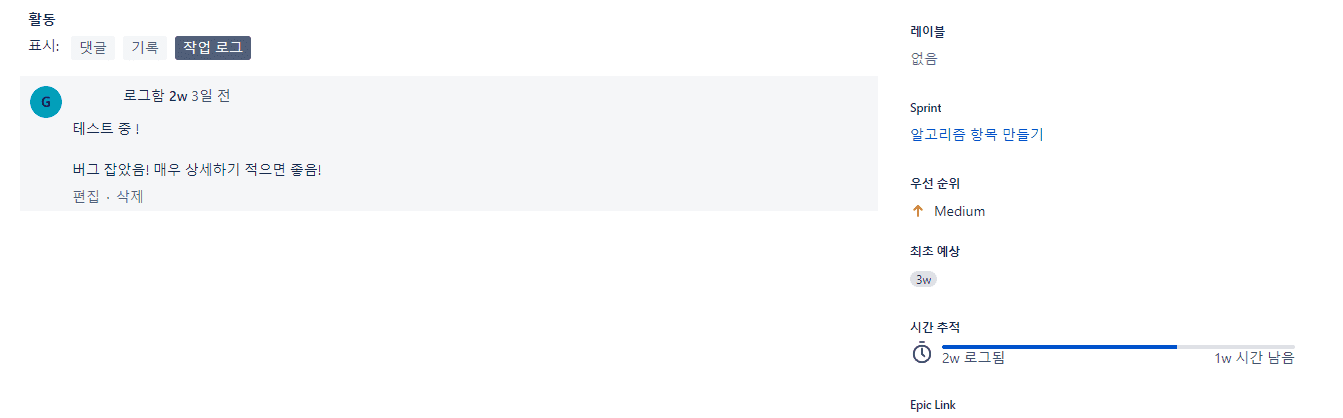 활동
표시: 댓글 기록 작업 로그
G 로그함 2w 3일 전
테스트 중 !
버그 잡았음! 매우 상세하기 적으면 좋음!
편집 · 삭제
레이블
없음
Sprint
알고리즘 항목 만들기
우선 순위
Medium
최초 예상
3w
시간 추적
2w 로그됨 1w 시간 남음
Epic Link